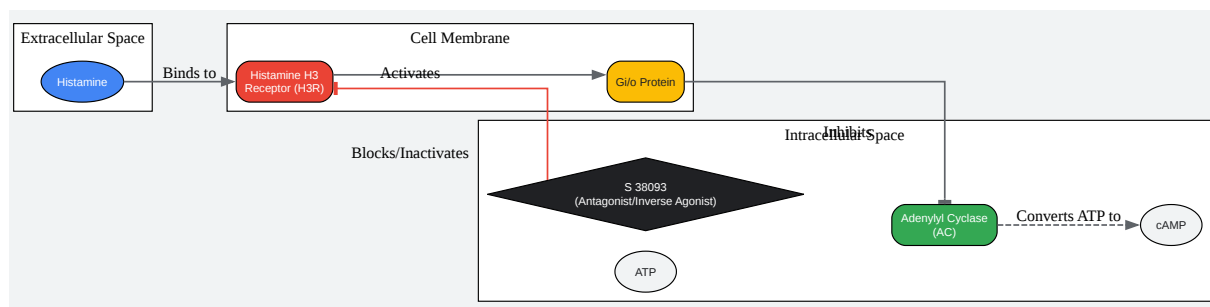 Extracellular Space
Cell Membrane
Histamine
Binds to
Histamine H3
Receptor (H3R)
Activates
Gi/o Protein
Inhibits
Intracellular Space
Blocks/Inactivates
S 38093
(Antagonist/Inverse Agonist)
Adenylyl Cyclase
(AC)
Converts ATP to
cAMP
ATP